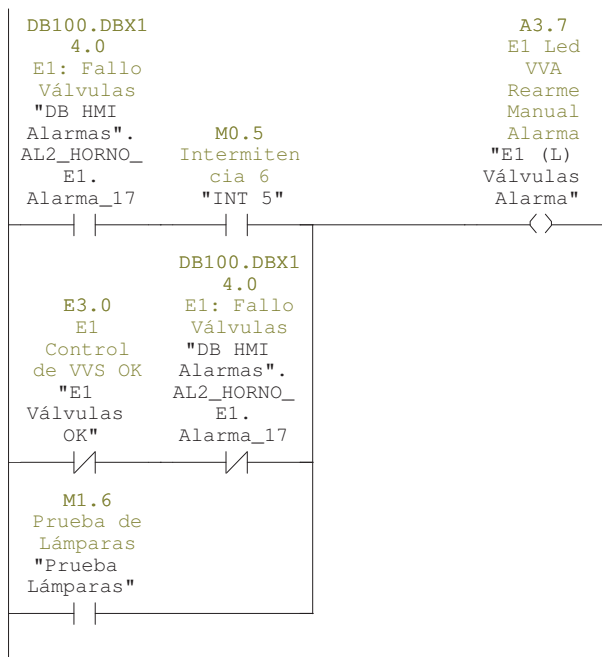 DB100.DBX1
4.0
E1: Fallo
Válvulas
"DB HMI
Alarmas".
AL2_HORNO_
E1.
Alarma_17
M0.5
Intermiten
cia 6
"INT 5"
A3.7
E1 Led
VVA
Rearme
Manual
Alarma
"E1 (L)
Válvulas
Alarma"
E3.0
E1
Control
de VVS OK
"E1
Válvulas
OK"
DB100.DBX1
4.0
E1: Fallo
Válvulas
"DB HMI
Alarmas".
AL2_HORNO_
E1.
Alarma_17
M1.6
Prueba de
Lámparas
"Prueba
Lámparas"